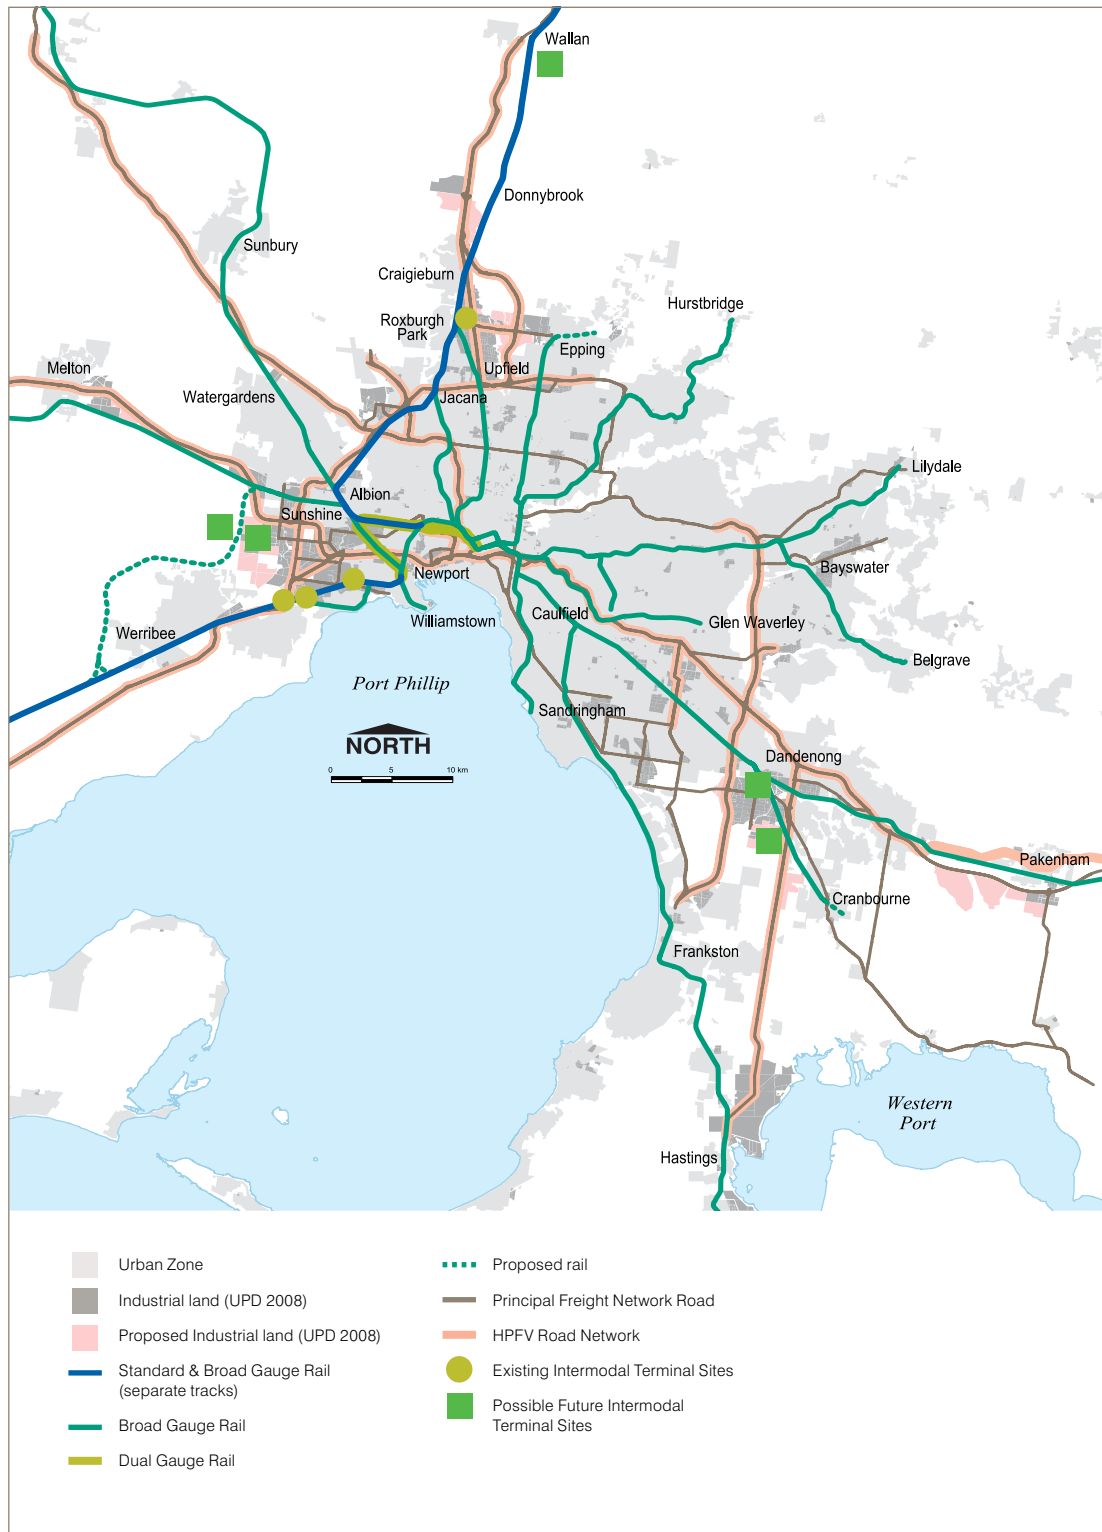 Wallan
Donnybrook
Sunbury
Craigieburn
Hurstbridge
Roxburgh
Park
Epping
Melton
Upfield
Watergardens
Jacana
Lilydale
Albion
Sunshine
Newport
Bayswater
Williamstown
Caulfield
Glen Waverley
Werribee
Belgrave
Port Phillip
Sandringham
NORTH
0 5 10 km
Dandenong
Pakenham
Cranbourne
Frankston
Western
Port
Hastings
Urban Zone
Industrial land (UPD 2008)
Proposed Industrial land (UPD 2008)
Standard & Broad Gauge Rail
(separate tracks)
Broad Gauge Rail
Dual Gauge Rail
Proposed rail
Principal Freight Network Road
HPFV Road Network
Existing Intermodal Terminal Sites
Possible Future Intermodal
Terminal Sites